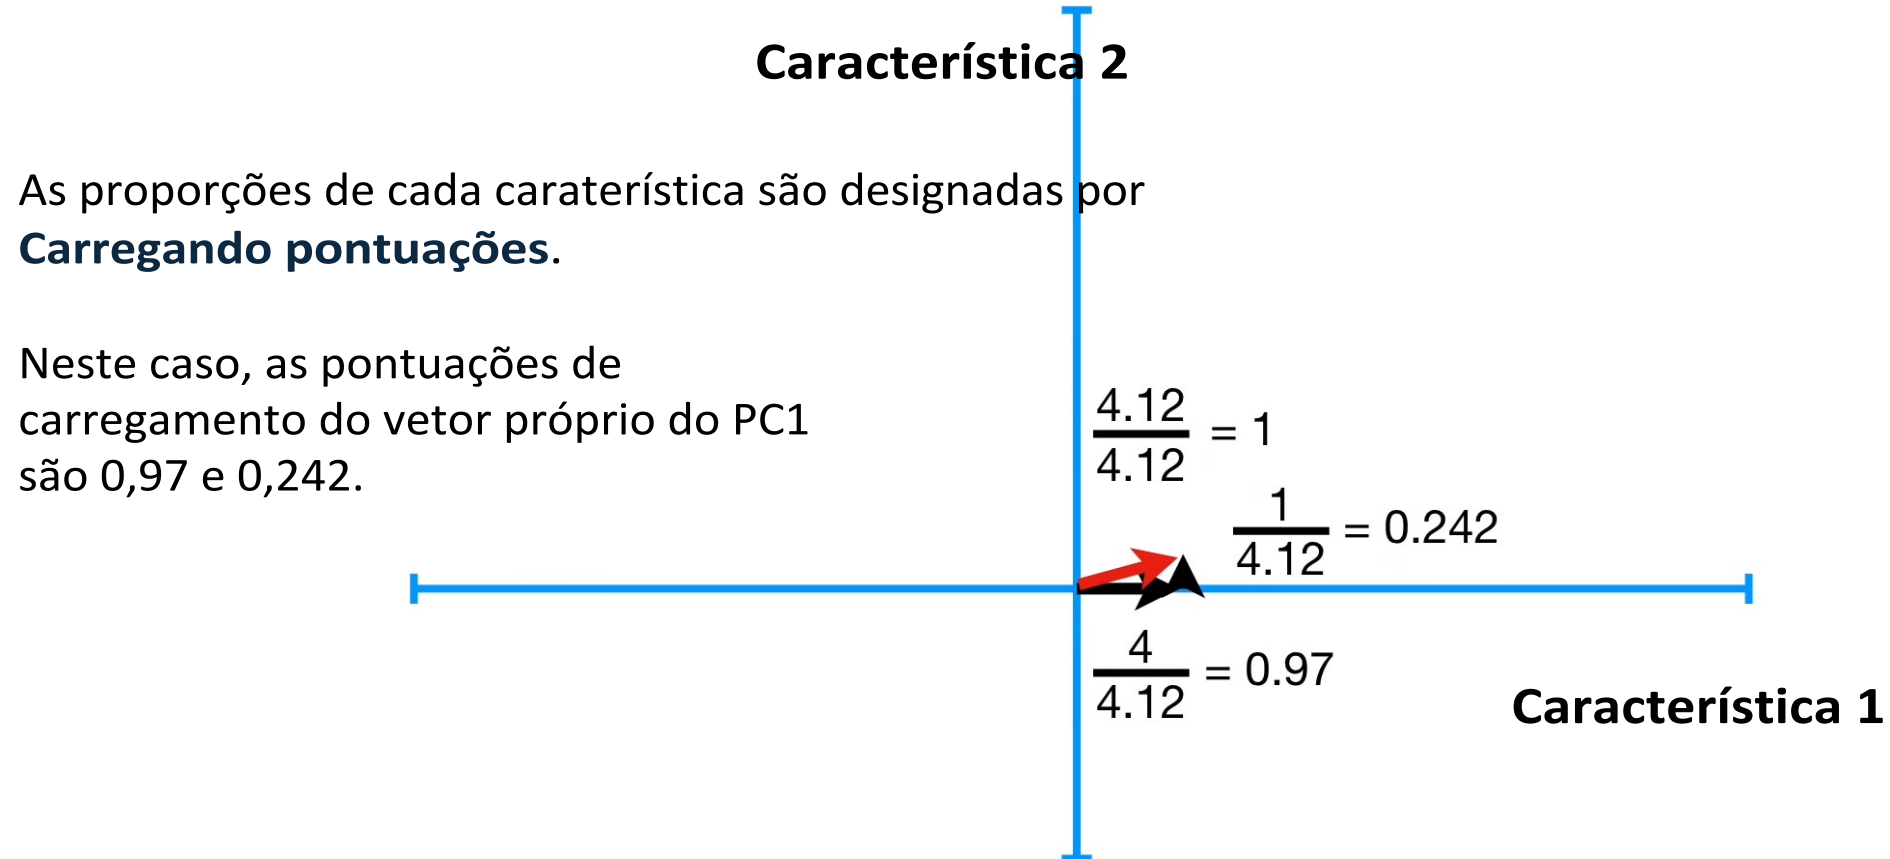 Característica 2
As proporções de cada caraterística são designadas por
Carregando pontuações.
Neste caso, as pontuações de
carregamento do vetor próprio do PC1
são 0,97 e 0,242.
4.12
4.12
= 1
1
4.12
= 0.242
4
4.12
= 0.97
Característica 1